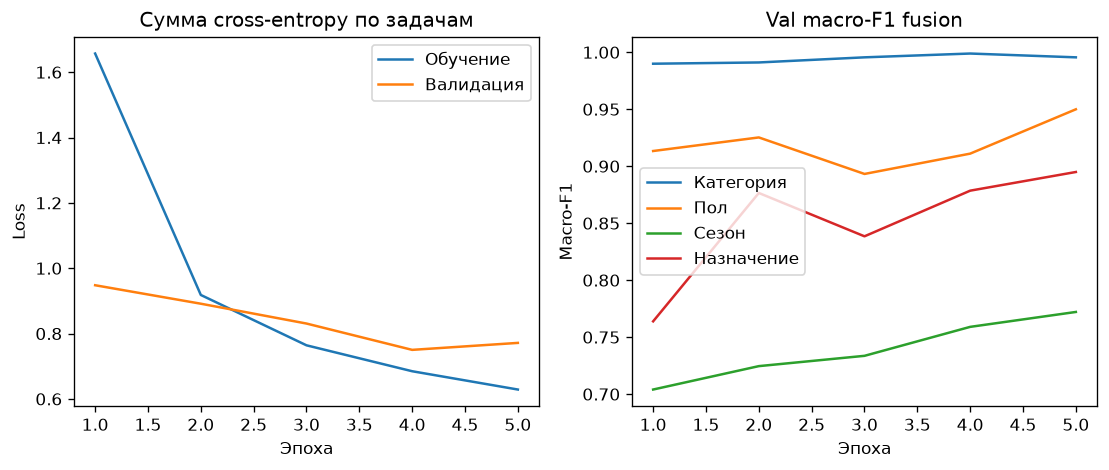 Сумма cross-entropy по задачам
Loss
1.6
1.4
1.2
1.0
0.8
0.6
Обучение
Валидация
1.0 1.5 2.0 2.5 3.0 3.5 4.0 4.5 5.0
Эпоха
Val macro-F1 fusion
Macro-F1
1.00
0.95
0.90
0.85
0.80
0.75
0.70
Категория
Пол
Сезон
Назначение
1.0 1.5 2.0 2.5 3.0 3.5 4.0 4.5 5.0
Эпоха